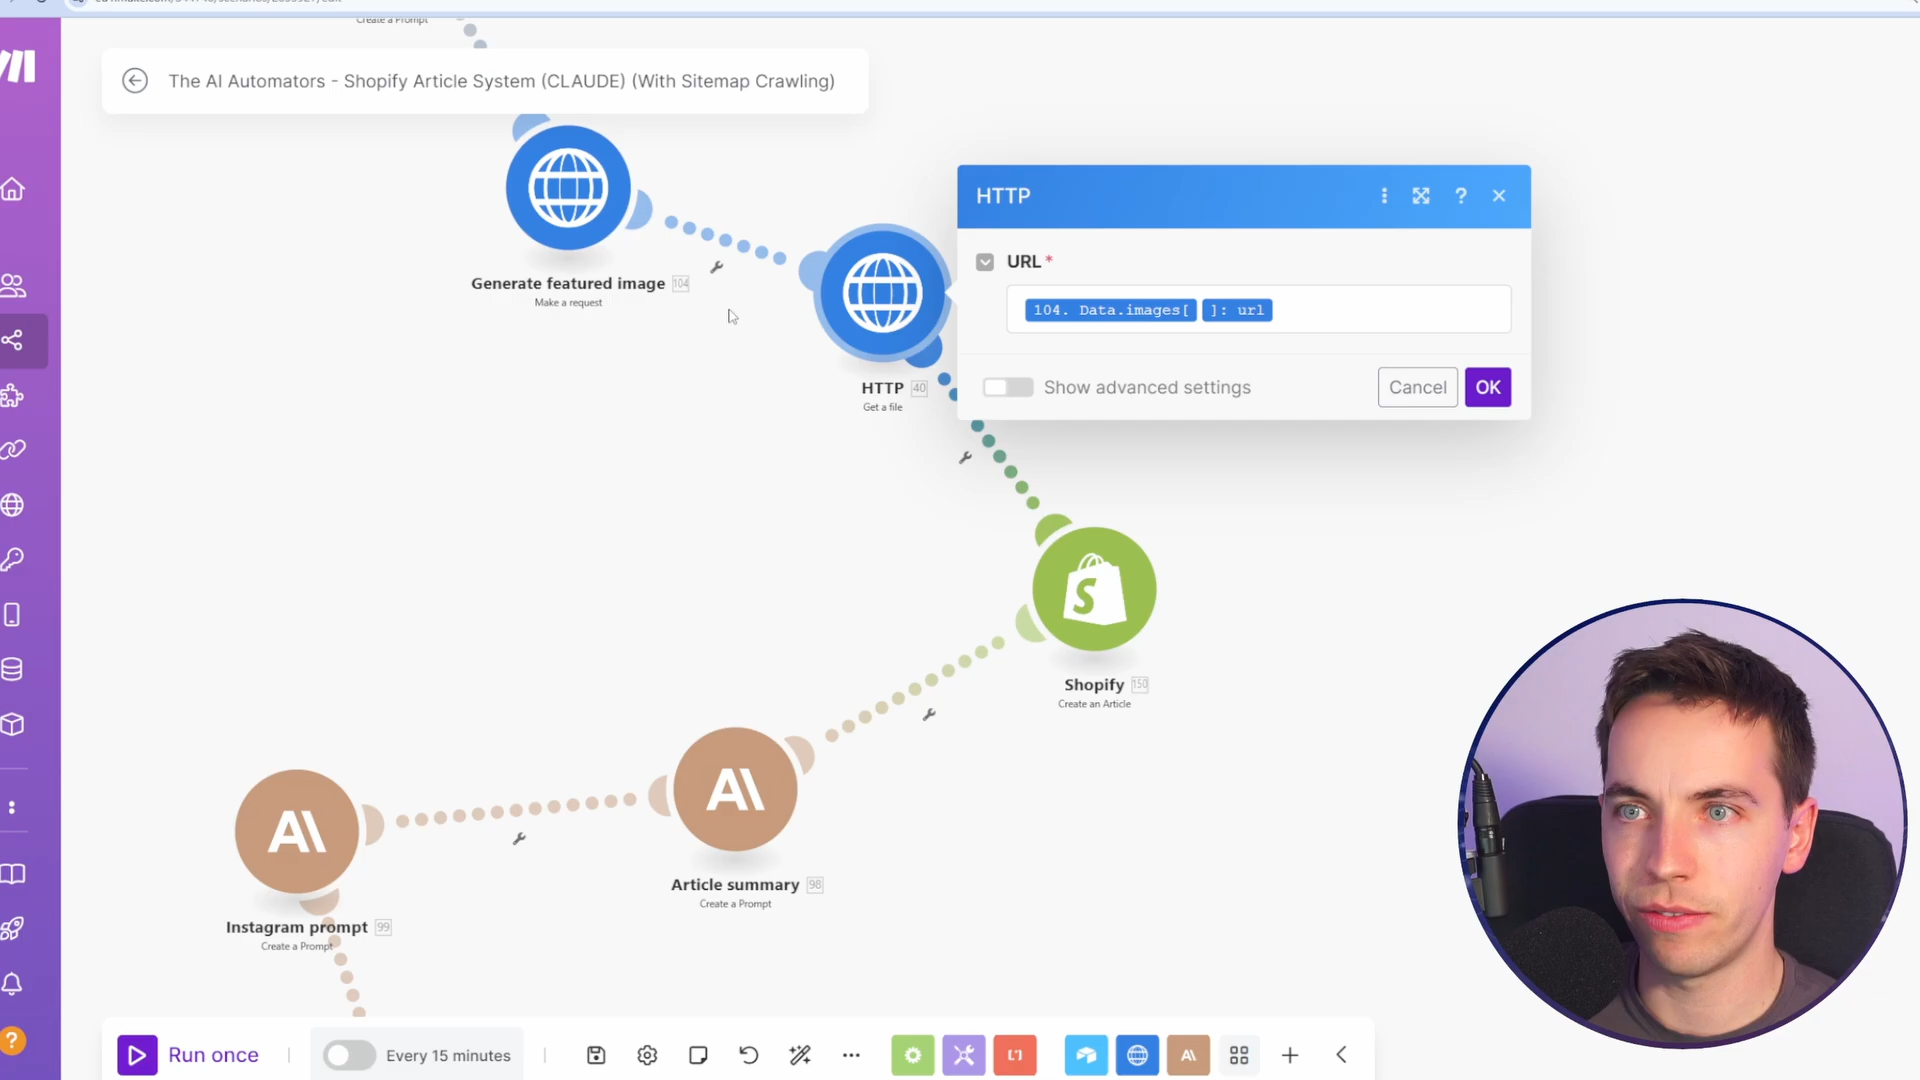 Create a Prompt
The AI Automators - Shopify Article System (CLAUDE) (With Sitemap Crawling)
HTTP
URL *
104. Data.images[ ]: url
Show advanced settings
Cancel
OK
Generate featured image 104
Make a request
HTTP 40
Get a file
Shopify 150
Create an Article
Article summary 98
Create a Prompt
Instagram prompt 99
Create a Prompt
Run once
Every 15 minutes